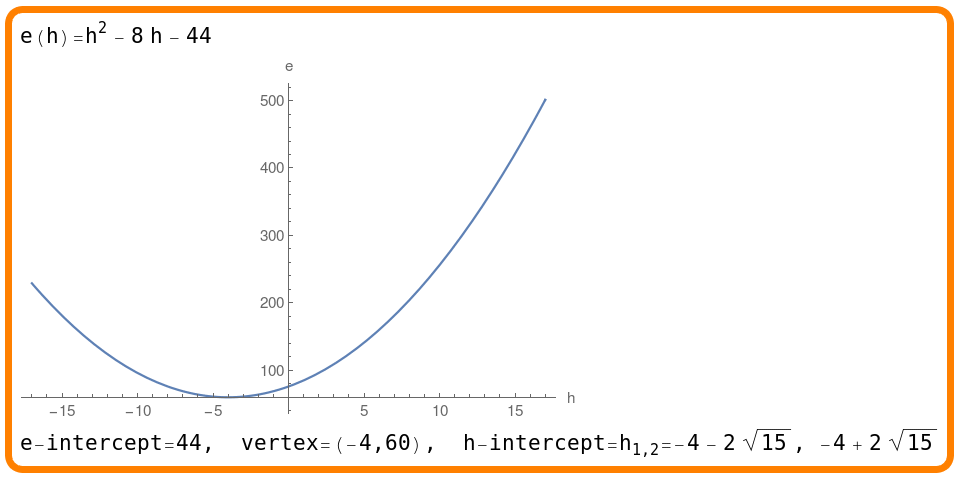 e(h)=h² - 8 h - 44
e
500
400
300
200
100
-15 -10 -5 5 10 15 h
e-intercept=44, vertex=(-4,60), h-intercept=h₁,₂=-4 - 2 √15, -4 + 2 √15